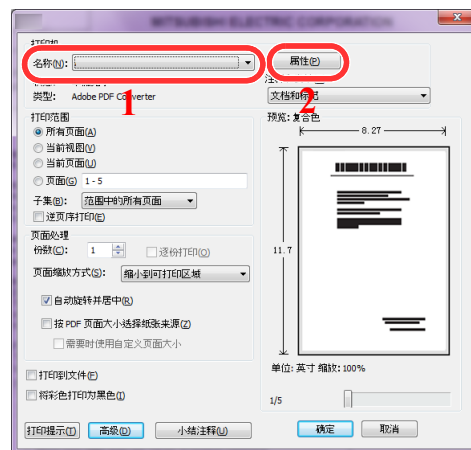 MITSUBISHI ELECTRIC CORPORATION
打印机
名称(N):
属性(P)
类型: Adobe PDF Converter
文档和标记
1
2
打印范围
所有页面(A)
当前视图(V)
当前页面(U)
页面(G) 1 - 5
子集(B): 范围中的所有页面
逆页序打印(E)
页面处理
份数(C): 1 逐份打印(O)
页面缩放方式(S): 缩小到可打印区域
自动旋转并居中(R)
按 PDF 页面大小选择纸张来源(Z)
需要时使用自定义页面大小
打印到文件(F)
将彩色打印为黑色(I)
预览: 复合色
8.27
11.7
单位: 英寸 缩放: 100%
1/5
打印提示(T) 高级(D) 小结注释(U) 确定 取消